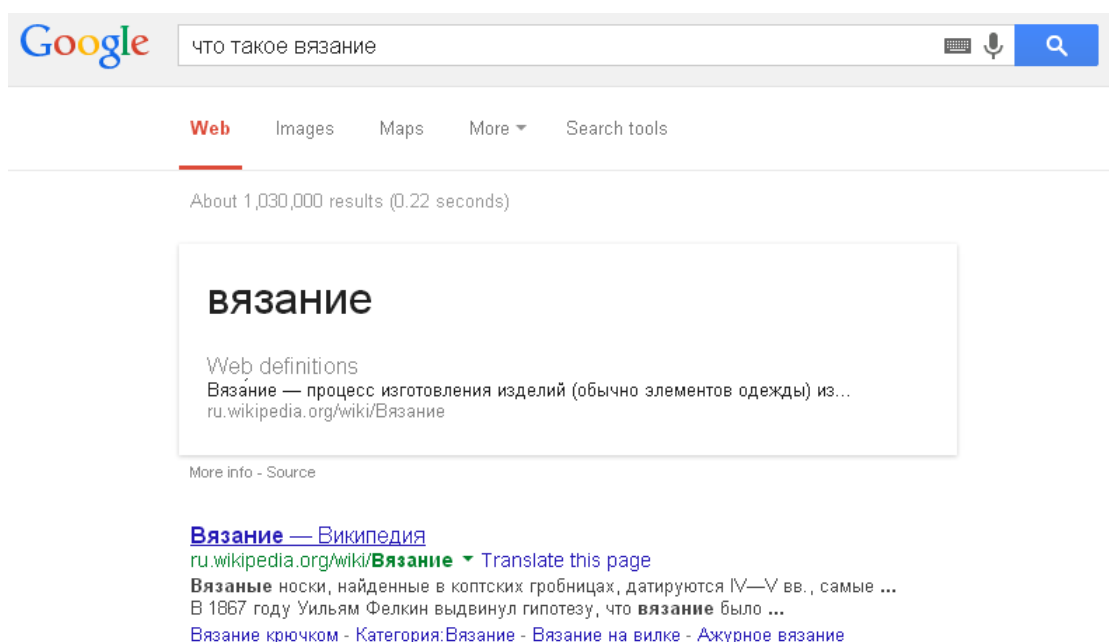 Google что такое вязание
Web Images Maps More Search tools
About 1,030,000 results (0.22 seconds)
вязание
Web definitions
Вяза́ние — процесс изготовления изделий (обычно элементов одежды) из...
ru.wikipedia.org/wiki/Вязание
More info - Source
Вязание — Википедия
ru.wikipedia.org/wiki/Вязание Translate this page
Вязаные носки, найденные в коптских гробницах, датируются IV—V вв., самые ...
В 1867 году Уильям Фелкин выдвинул гипотезу, что вязание было ...
Вязание крючком - Категория:Вязание - Вязание на вилке - Ажурное вязание